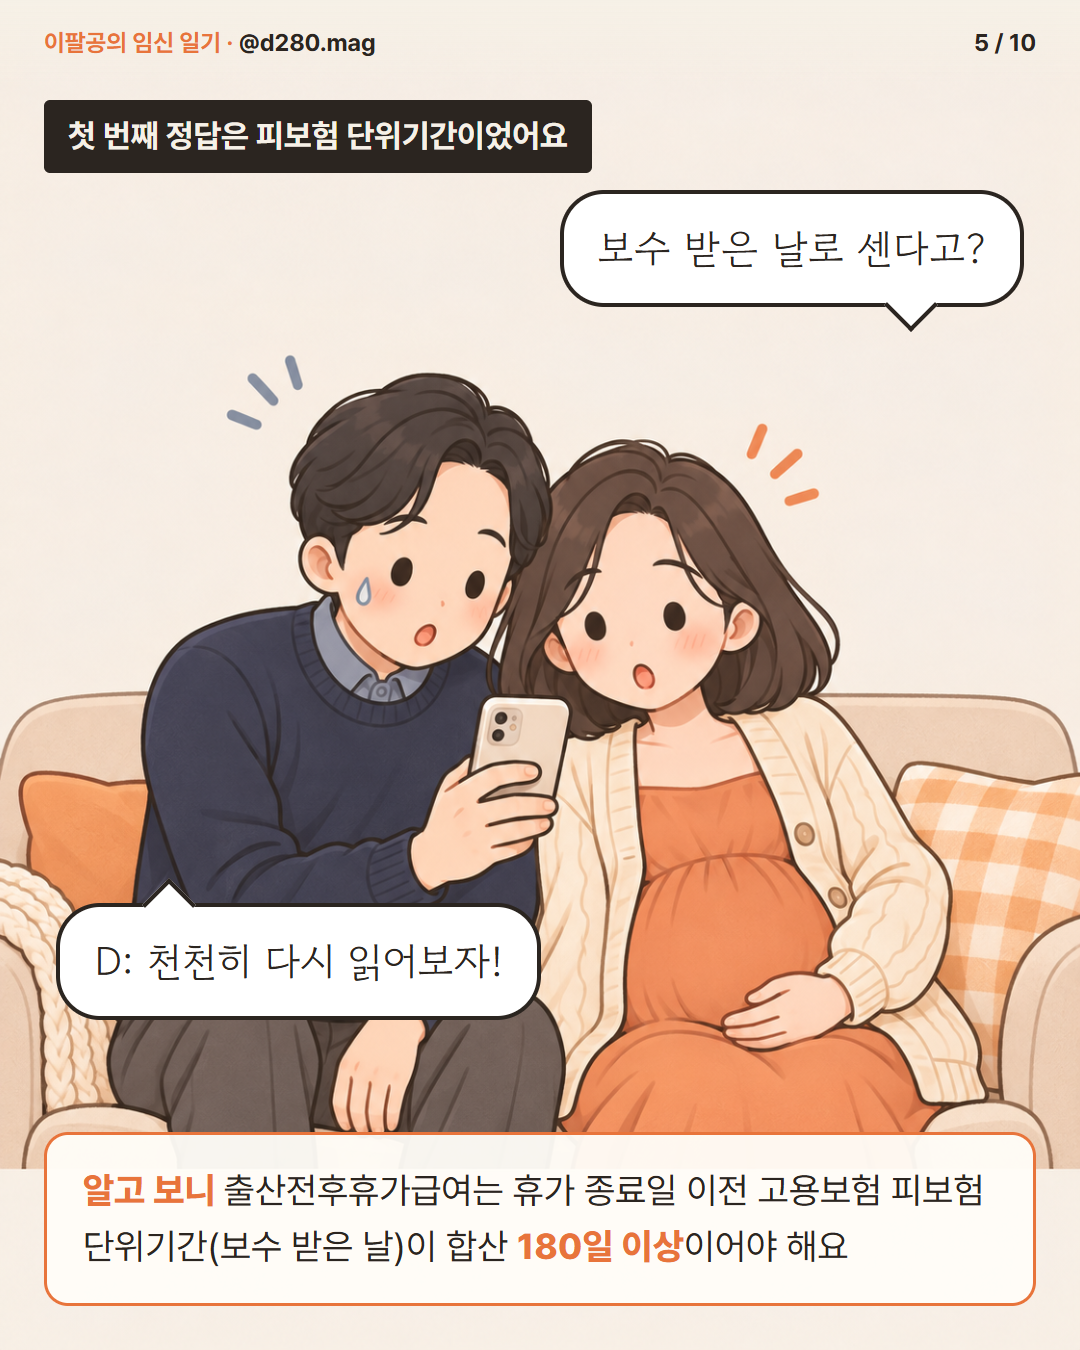 이팔공의 임신 일기 · @d280.mag
5 / 10
첫 번째 정답은 피보험 단위기간이었어요
보수 받은 날로 센다고?
D: 천천히 다시 읽어보자!
알고 보니 출산전후휴가급여는 휴가 종료일 이전 고용보험 피보험
단위기간(보수 받은 날)이 합산 180일 이상이어야 해요